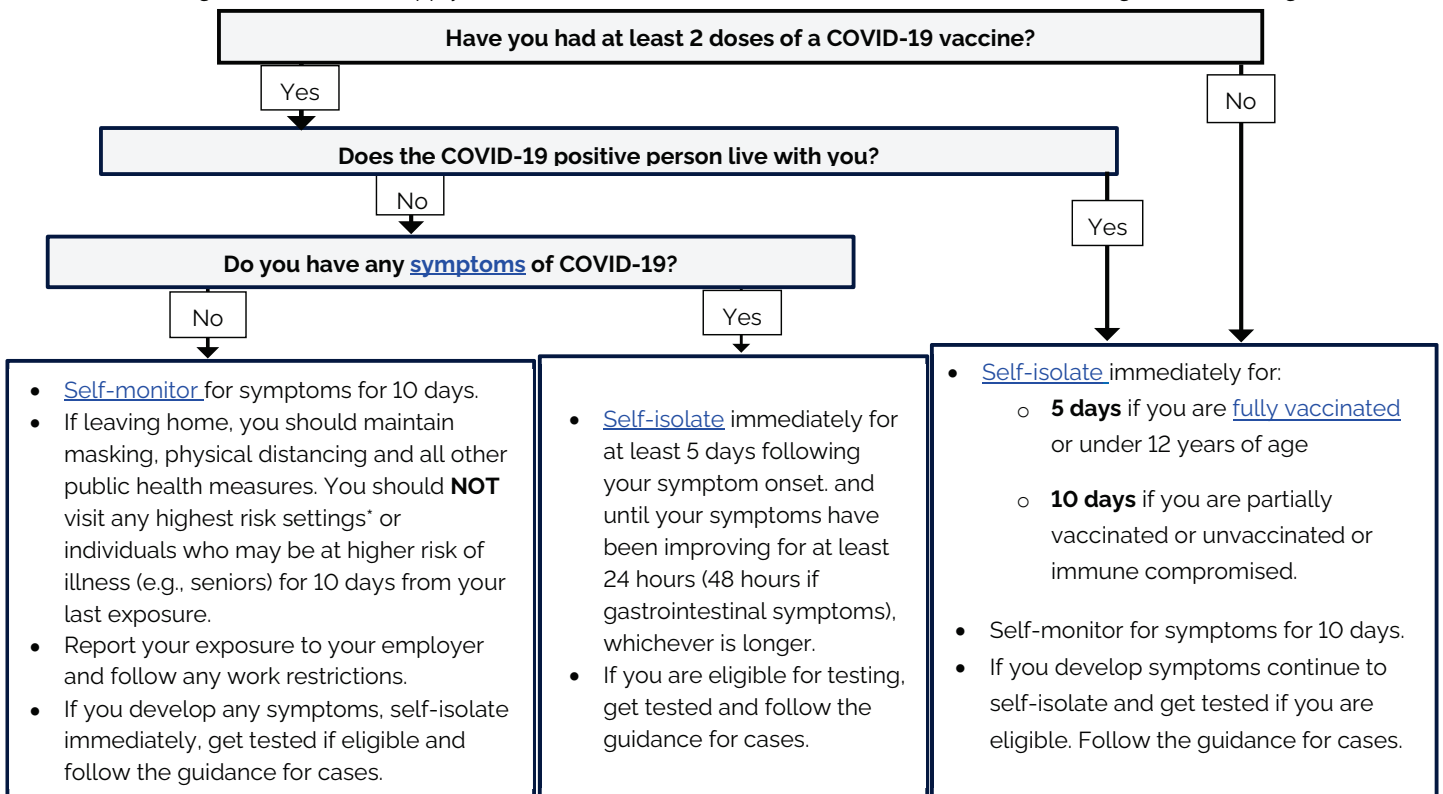 Have you had at least 2 doses of a COVID-19 vaccine?
Yes
No
Does the COVID-19 positive person live with you?
No
Yes
Do you have any symptoms of COVID-19?
No
Yes
• Self-monitor for symptoms for 10 days.
• If leaving home, you should maintain
masking, physical distancing and all other
public health measures. You should NOT
visit any highest risk settings* or
individuals who may be at higher risk of
illness (e.g., seniors) for 10 days from your
last exposure.
• Report your exposure to your employer
and follow any work restrictions.
• If you develop any symptoms, self-isolate
immediately, get tested if eligible and
follow the guidance for cases.
• Self-isolate immediately for
at least 5 days following
your symptom onset. and
until your symptoms have
been improving for at least
24 hours (48 hours if
gastrointestinal symptoms),
whichever is longer.
• If you are eligible for testing,
get tested and follow the
guidance for cases.
• Self-isolate immediately for:
o 5 days if you are fully vaccinated
or under 12 years of age
o 10 days if you are partially
vaccinated or unvaccinated or
immune compromised.
• Self-monitor for symptoms for 10 days.
• If you develop symptoms continue to
self-isolate and get tested if you are
eligible. Follow the guidance for cases.